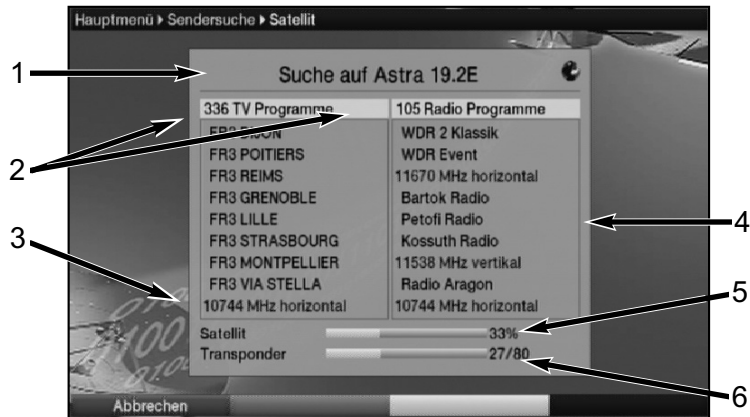 Hauptmenü ▸ Sendersuche ▸ Satellit
1
Suche auf Astra 19.2E
336 TV Programme
105 Radio Programme
2
FR3 DIJON
FR3 POITIERS
FR3 REIMS
FR3 GRENOBLE
FR3 LILLE
FR3 STRASBOURG
FR3 MONTPELLIER
FR3 VIA STELLA
10744 MHz horizontal
WDR 2 Klassik
WDR Event
11670 MHz horizontal
Bartok Radio
Petofi Radio
Kossuth Radio
11538 MHz vertikal
Radio Aragon
10744 MHz horizontal
3
4
Satellit 33%
5
Transponder 27/80
6
Abbrechen